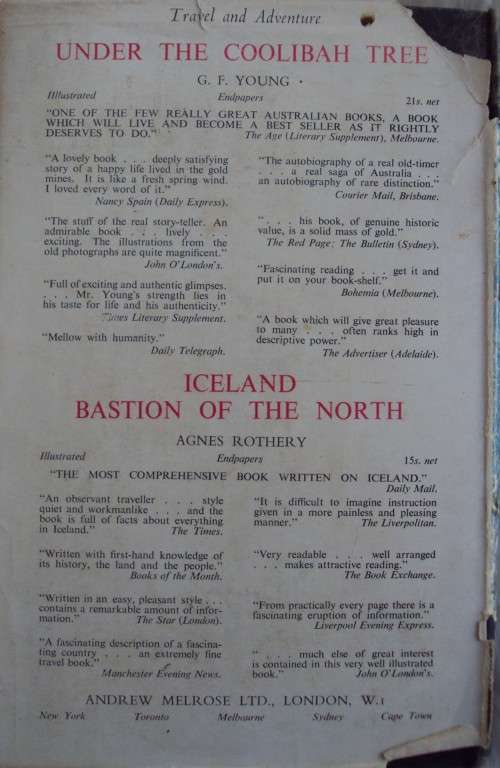 Travel and Adventure
UNDER THE COOLIBAH TREE
G. F. YOUNG
Illustrated Endpapers 21s. net
"ONE OF THE FEW REALLY GREAT AUSTRALIAN BOOKS, A BOOK
WHICH WILL LIVE AND BECOME A BEST SELLER AS IT RIGHTLY
DESERVES TO DO." The Age (Literary Supplement), Melbourne.
"A lovely book . . . deeply satisfying
story of a happy life lived in the gold
mines. It is like a fresh spring wind.
I loved every word of it."
Nancy Spain (Daily Express).
"The stuff of the real story-teller. An
admirable book . . . lively . . .
exciting. The illustrations from the
old photographs are quite magnificent."
John O'London's.
"Full of exciting and authentic glimpses.
. . . Mr. Young's strength lies in
his taste for life and his authenticity."
Times Literary Supplement.
"Mellow with humanity."
Daily Telegraph.
"The autobiography of a real old-timer
. . . a real saga of Australia . . .
an autobiography of rare distinction."
Courier Mail, Brisbane.
". . . his book, of genuine historic
value, is a solid mass of gold."
The Red Page: The Bulletin (Sydney).
"Fascinating reading . . . get it and
put it on your book-shelf."
Bohemia (Melbourne).
"A book which will give great pleasure
to many . . . often ranks high in
descriptive power."
The Advertiser (Adelaide).
ICELAND
BASTION OF THE NORTH
AGNES ROTHERY
Illustrated Endpapers 15s. net
"THE MOST COMPREHENSIVE BOOK WRITTEN ON ICELAND."
Daily Mail.
"An observant traveller . . . style
quiet and workmanlike . . . and the
book is full of facts about everything
in Iceland." The Times.
"Written with first-hand knowledge of
its history, the land and the people."
Books of the Month.
"Written in an easy, pleasant style . . .
contains a remarkable amount of infor-
mation." The Star (London).
"A fascinating description of a fascina-
ting country . . . an extremely fine
travel book."
Manchester Evening News.
"It is difficult to imagine instruction
given in a more painless and pleasing
manner." The Liverpolitan.
"Very readable . . . well arranged
. . . makes attractive reading."
The Book Exchange.
"From practically every page there is a
fascinating eruption of information."
Liverpool Evening Express.
" . . . much else of great interest
is contained in this very well illustrated
book." John O'London's.
ANDREW MELROSE LTD., LONDON, W.1
New York Toronto Melbourne Sydney Cape Town